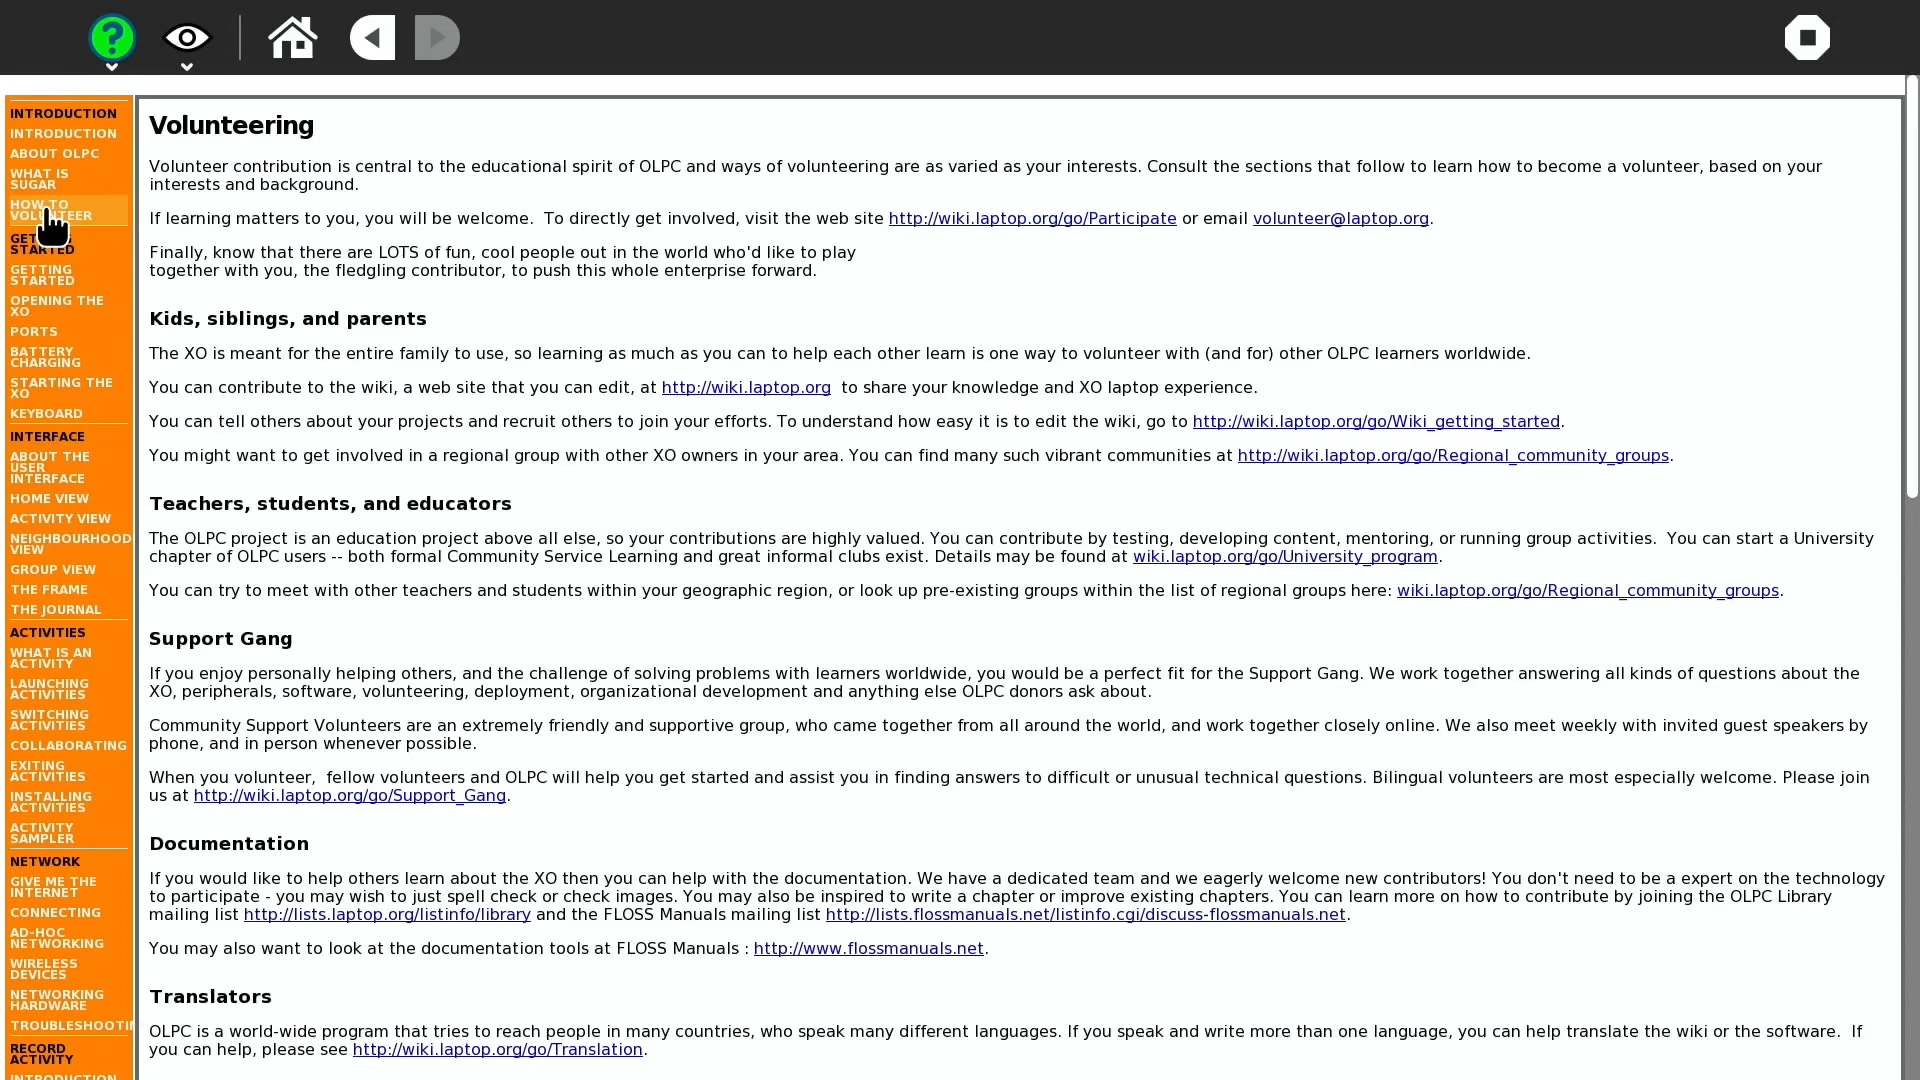 INTRODUCTION
INTRODUCTION
ABOUT OLPC
WHAT IS
SUGAR
HOW TO
VOLUNTEER
STARTED
GETTING
STARTED
OPENING THE
XO
PORTS
BATTERY
CHARGING
STARTING THE
XO
KEYBOARD
INTERFACE
ABOUT THE
USER
INTERFACE
HOME VIEW
ACTIVITY VIEW
NEIGHBOURHOOD
VIEW
GROUP VIEW
THE FRAME
THE JOURNAL
ACTIVITIES
WHAT IS AN
ACTIVITY
LAUNCHING
ACTIVITIES
SWITCHING
ACTIVITIES
COLLABORATING
EXITING
ACTIVITIES
INSTALLING
ACTIVITIES
ACTIVITY
SAMPLER
NETWORK
GIVE ME THE
INTERNET
CONNECTING
AD-HOC
NETWORKING
WIRELESS
DEVICES
NETWORKING
HARDWARE
TROUBLESHOOTIN
RECORD
ACTIVITY
INTRODUCTION
Volunteering
Volunteer contribution is central to the educational spirit of OLPC and ways of volunteering are as varied as your interests. Consult the sections that follow to learn how to become a volunteer, based on your
interests and background.
If learning matters to you, you will be welcome.  To directly get involved, visit the web site http://wiki.laptop.org/go/Participate or email volunteer@laptop.org.
Finally, know that there are LOTS of fun, cool people out in the world who'd like to play
together with you, the fledgling contributor, to push this whole enterprise forward.
Kids, siblings, and parents
The XO is meant for the entire family to use, so learning as much as you can to help each other learn is one way to volunteer with (and for) other OLPC learners worldwide.
You can contribute to the wiki, a web site that you can edit, at http://wiki.laptop.org  to share your knowledge and XO laptop experience.
You can tell others about your projects and recruit others to join your efforts. To understand how easy it is to edit the wiki, go to http://wiki.laptop.org/go/Wiki_getting_started.
You might want to get involved in a regional group with other XO owners in your area. You can find many such vibrant communities at http://wiki.laptop.org/go/Regional_community_groups.
Teachers, students, and educators
The OLPC project is an education project above all else, so your contributions are highly valued. You can contribute by testing, developing content, mentoring, or running group activities.  You can start a University
chapter of OLPC users -- both formal Community Service Learning and great informal clubs exist. Details may be found at wiki.laptop.org/go/University_program.
You can try to meet with other teachers and students within your geographic region, or look up pre-existing groups within the list of regional groups here: wiki.laptop.org/go/Regional_community_groups.
Support Gang
If you enjoy personally helping others, and the challenge of solving problems with learners worldwide, you would be a perfect fit for the Support Gang. We work together answering all kinds of questions about the
XO, peripherals, software, volunteering, deployment, organizational development and anything else OLPC donors ask about.
Community Support Volunteers are an extremely friendly and supportive group, who came together from all around the world, and work together closely online. We also meet weekly with invited guest speakers by
phone, and in person whenever possible.
When you volunteer,  fellow volunteers and OLPC will help you get started and assist you in finding answers to difficult or unusual technical questions. Bilingual volunteers are most especially welcome. Please join
us at http://wiki.laptop.org/go/Support_Gang.
Documentation
If you would like to help others learn about the XO then you can help with the documentation. We have a dedicated team and we eagerly welcome new contributors! You don't need to be a expert on the technology
to participate - you may wish to just spell check or check images. You may also be inspired to write a chapter or improve existing chapters. You can learn more on how to contribute by joining the OLPC Library
mailing list http://lists.laptop.org/listinfo/library and the FLOSS Manuals mailing list http://lists.flossmanuals.net/listinfo.cgi/discuss-flossmanuals.net.
You may also want to look at the documentation tools at FLOSS Manuals : http://www.flossmanuals.net.
Translators
OLPC is a world-wide program that tries to reach people in many countries, who speak many different languages. If you speak and write more than one language, you can help translate the wiki or the software.  If
you can help, please see http://wiki.laptop.org/go/Translation.